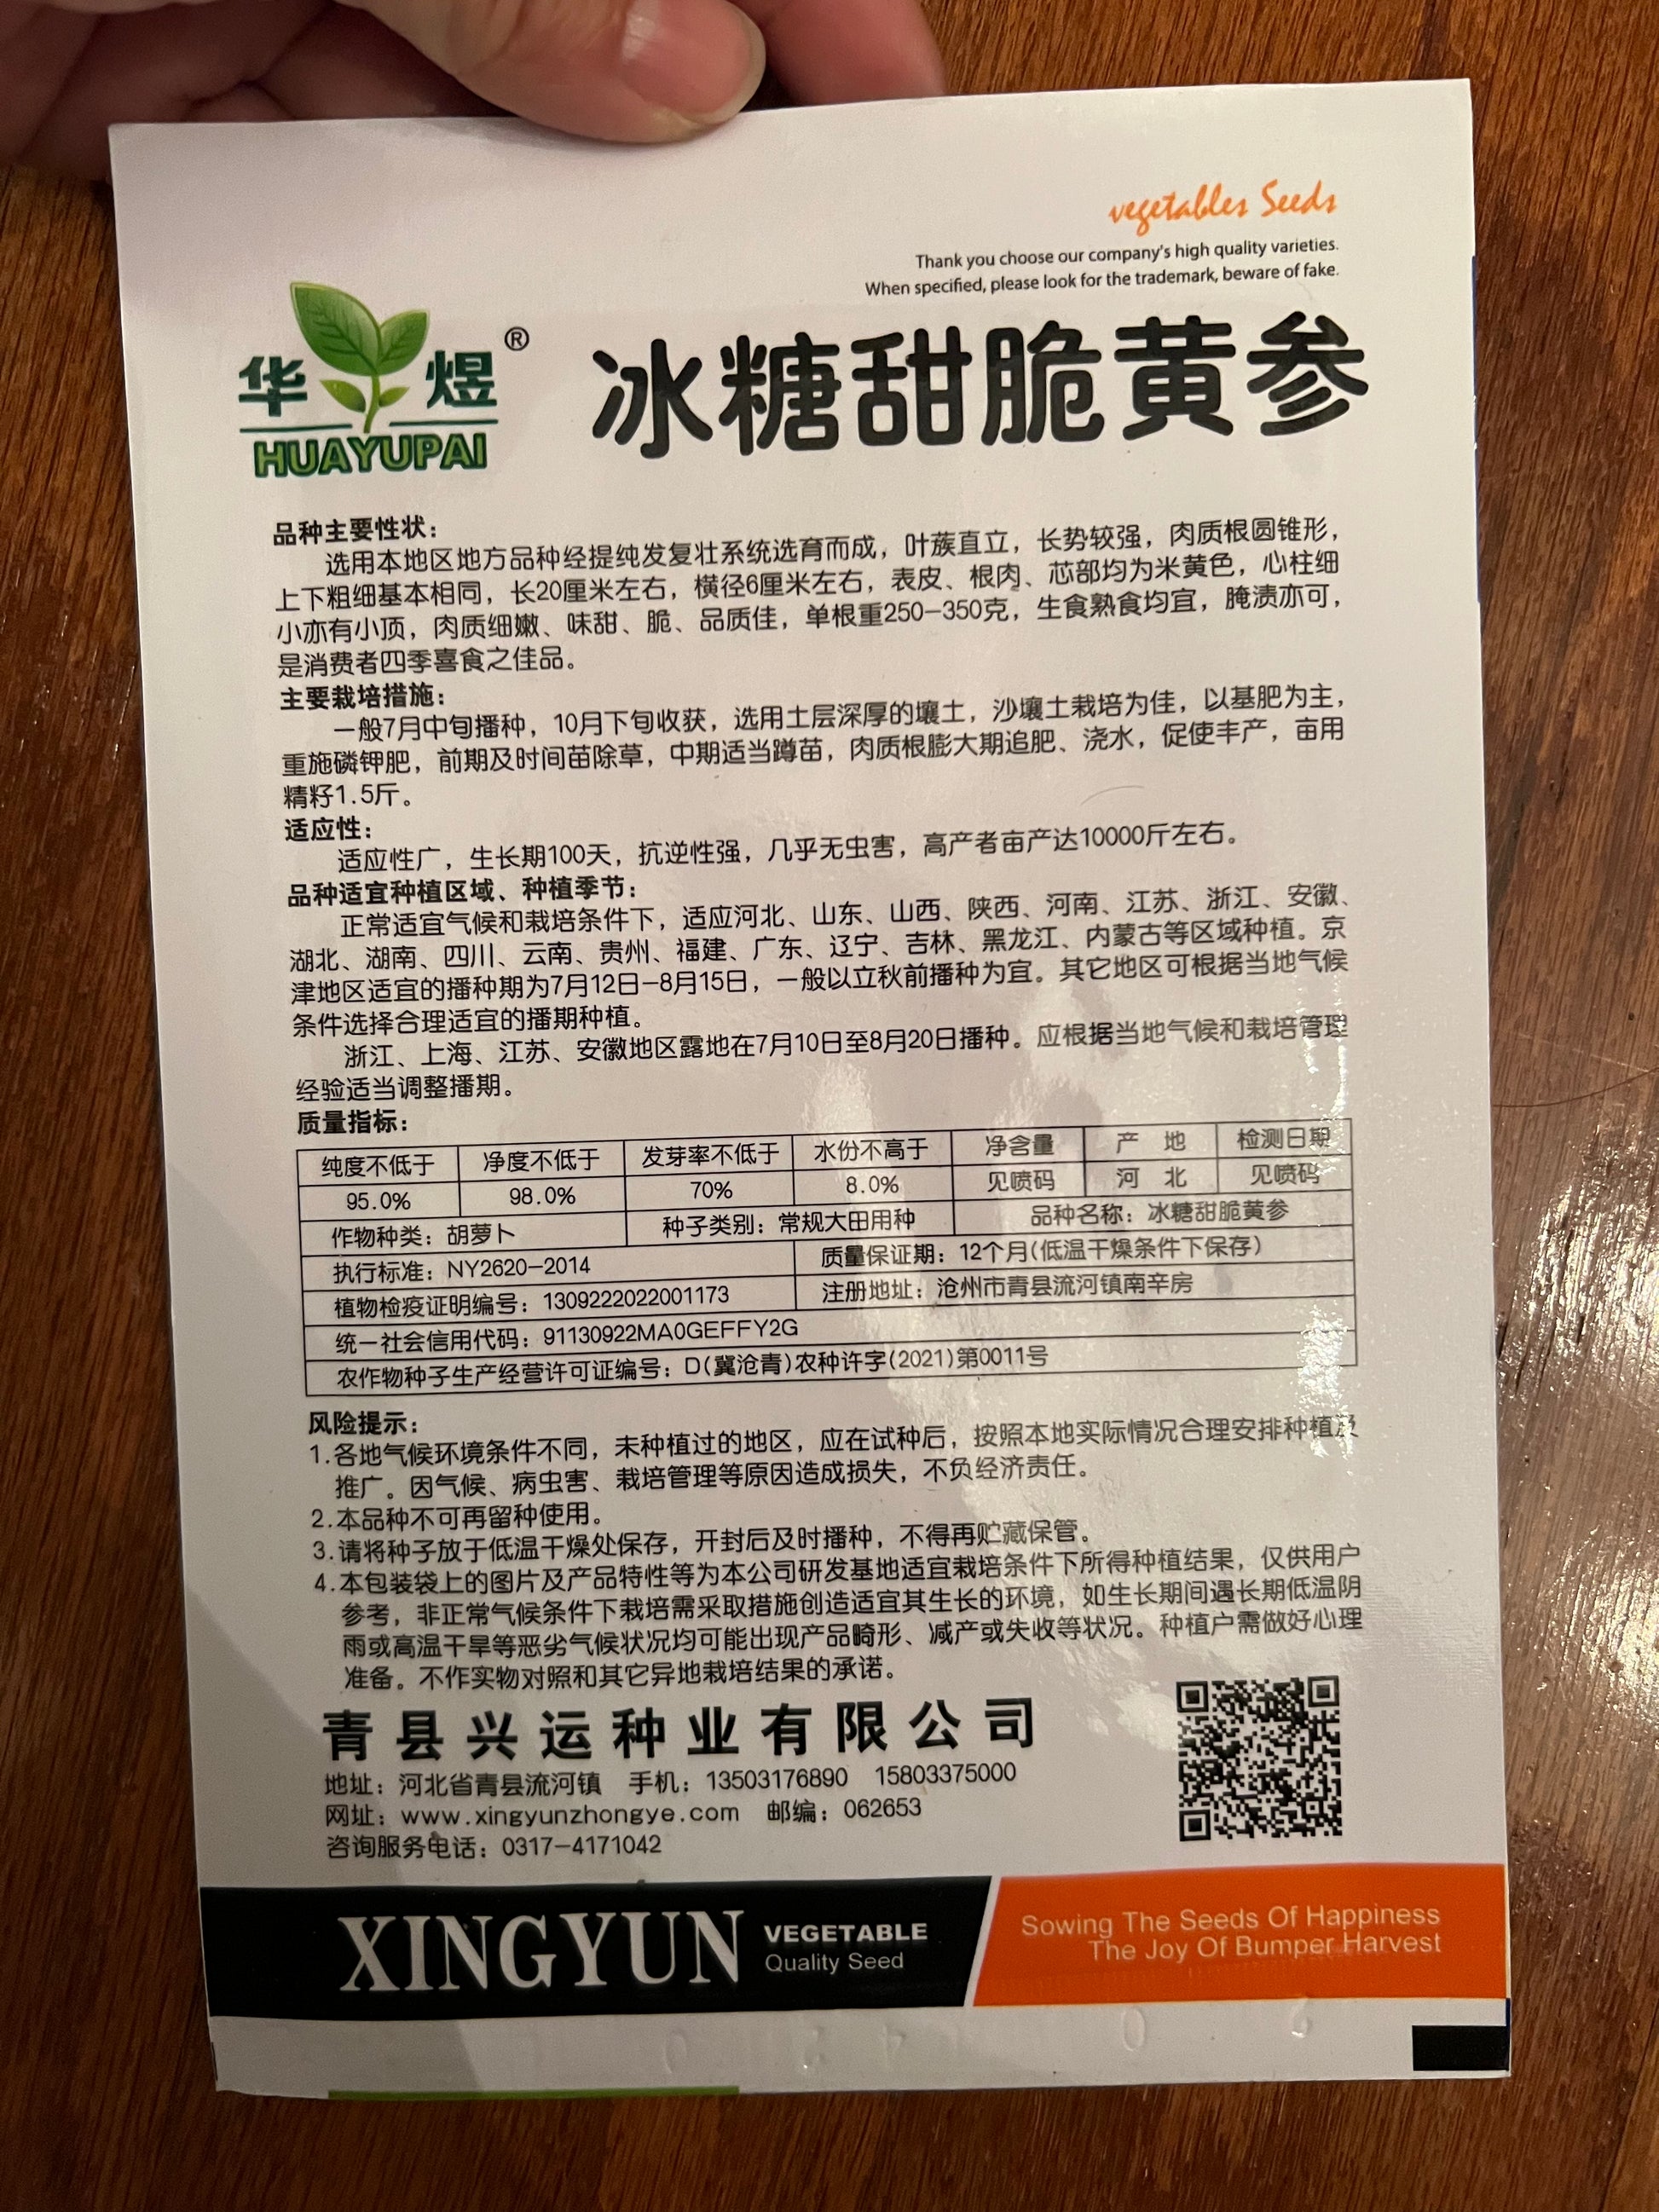 vegetables Seeds
Thank you choose our company's high quality varieties.
When specified, please look for the trademark, beware of fake.
华煜®
HUAYUPAI
冰糖甜脆黄参
品种主要性状：
选用本地区地方品种经提纯发复壮系统选育而成，叶蔟直立，长势较强，肉质根圆锥形，
上下粗细基本相同，长20厘米左右，横径6厘米左右，表皮、根肉、芯部均为米黄色，心柱细
小亦有小顶，肉质细嫩、味甜、脆、品质佳，单根重250-350克，生食熟食均宜，腌渍亦可，
是消费者四季喜食之佳品。
主要栽培措施：
一般7月中旬播种，10月下旬收获，选用土层深厚的壤土，沙壤土栽培为佳，以基肥为主，
重施磷钾肥，前期及时间苗除草，中期适当蹲苗，肉质根膨大期追肥、浇水，促使丰产，亩用
精籽1.5斤。
适应性：
适应性广，生长期100天，抗逆性强，几乎无虫害，高产者亩产达10000斤左右。
品种适宜种植区域、种植季节：
正常适宜气候和栽培条件下，适应河北、山东、山西、陕西、河南、江苏、浙江、安徽、
湖北、湖南、四川、云南、贵州、福建、广东、辽宁、吉林、黑龙江、内蒙古等区域种植。京
津地区适宜的播种期为7月12日-8月15日，一般以立秋前播种为宜。其它地区可根据当地气候
条件选择合理适宜的播期种植。
浙江、上海、江苏、安徽地区露地在7月10日至8月20日播种。应根据当地气候和栽培管理
经验适当调整播期。
质量指标：
纯度不低于 净度不低于 发芽率不低于 水份不高于 净含量 产 地 检测日期
95.0% 98.0% 70% 8.0% 见喷码 河 北 见喷码
作物种类：胡萝卜 种子类别：常规大田用种 品种名称：冰糖甜脆黄参
执行标准：NY2620-2014 质量保证期：12个月(低温干燥条件下保存)
植物检疫证明编号：1309222022001173 注册地址：沧州市青县流河镇南辛房
统一社会信用代码：91130922MA0GEFFY2G
农作物种子生产经营许可证编号：D(冀沧青)农种许字(2021)第0011号
风险提示：
1.各地气候环境条件不同，未种植过的地区，应在试种后，按照本地实际情况合理安排种植及
推广。因气候、病虫害、栽培管理等原因造成损失，不负经济责任。
2.本品种不可再留种使用。
3.请将种子放于低温干燥处保存，开封后及时播种，不得再贮藏保管。
4.本包装袋上的图片及产品特性等为本公司研发基地适宜栽培条件下所得种植结果，仅供用户
参考，非正常气候条件下栽培需采取措施创造适宜其生长的环境，如生长期间遇长期低温阴
雨或高温干旱等恶劣气候状况均可能出现产品畸形、减产或失收等状况。种植户需做好心理
准备。不作实物对照和其它异地栽培结果的承诺。
青县兴运种业有限公司
地址：河北省青县流河镇 手机：13503176890 15803375000
网址：www.xingyunzhongye.com 邮编：062653
咨询服务电话：0317-4171042
XINGYUN VEGETABLE
Quality Seed
Sowing The Seeds Of Happiness
The Joy Of Bumper Harvest